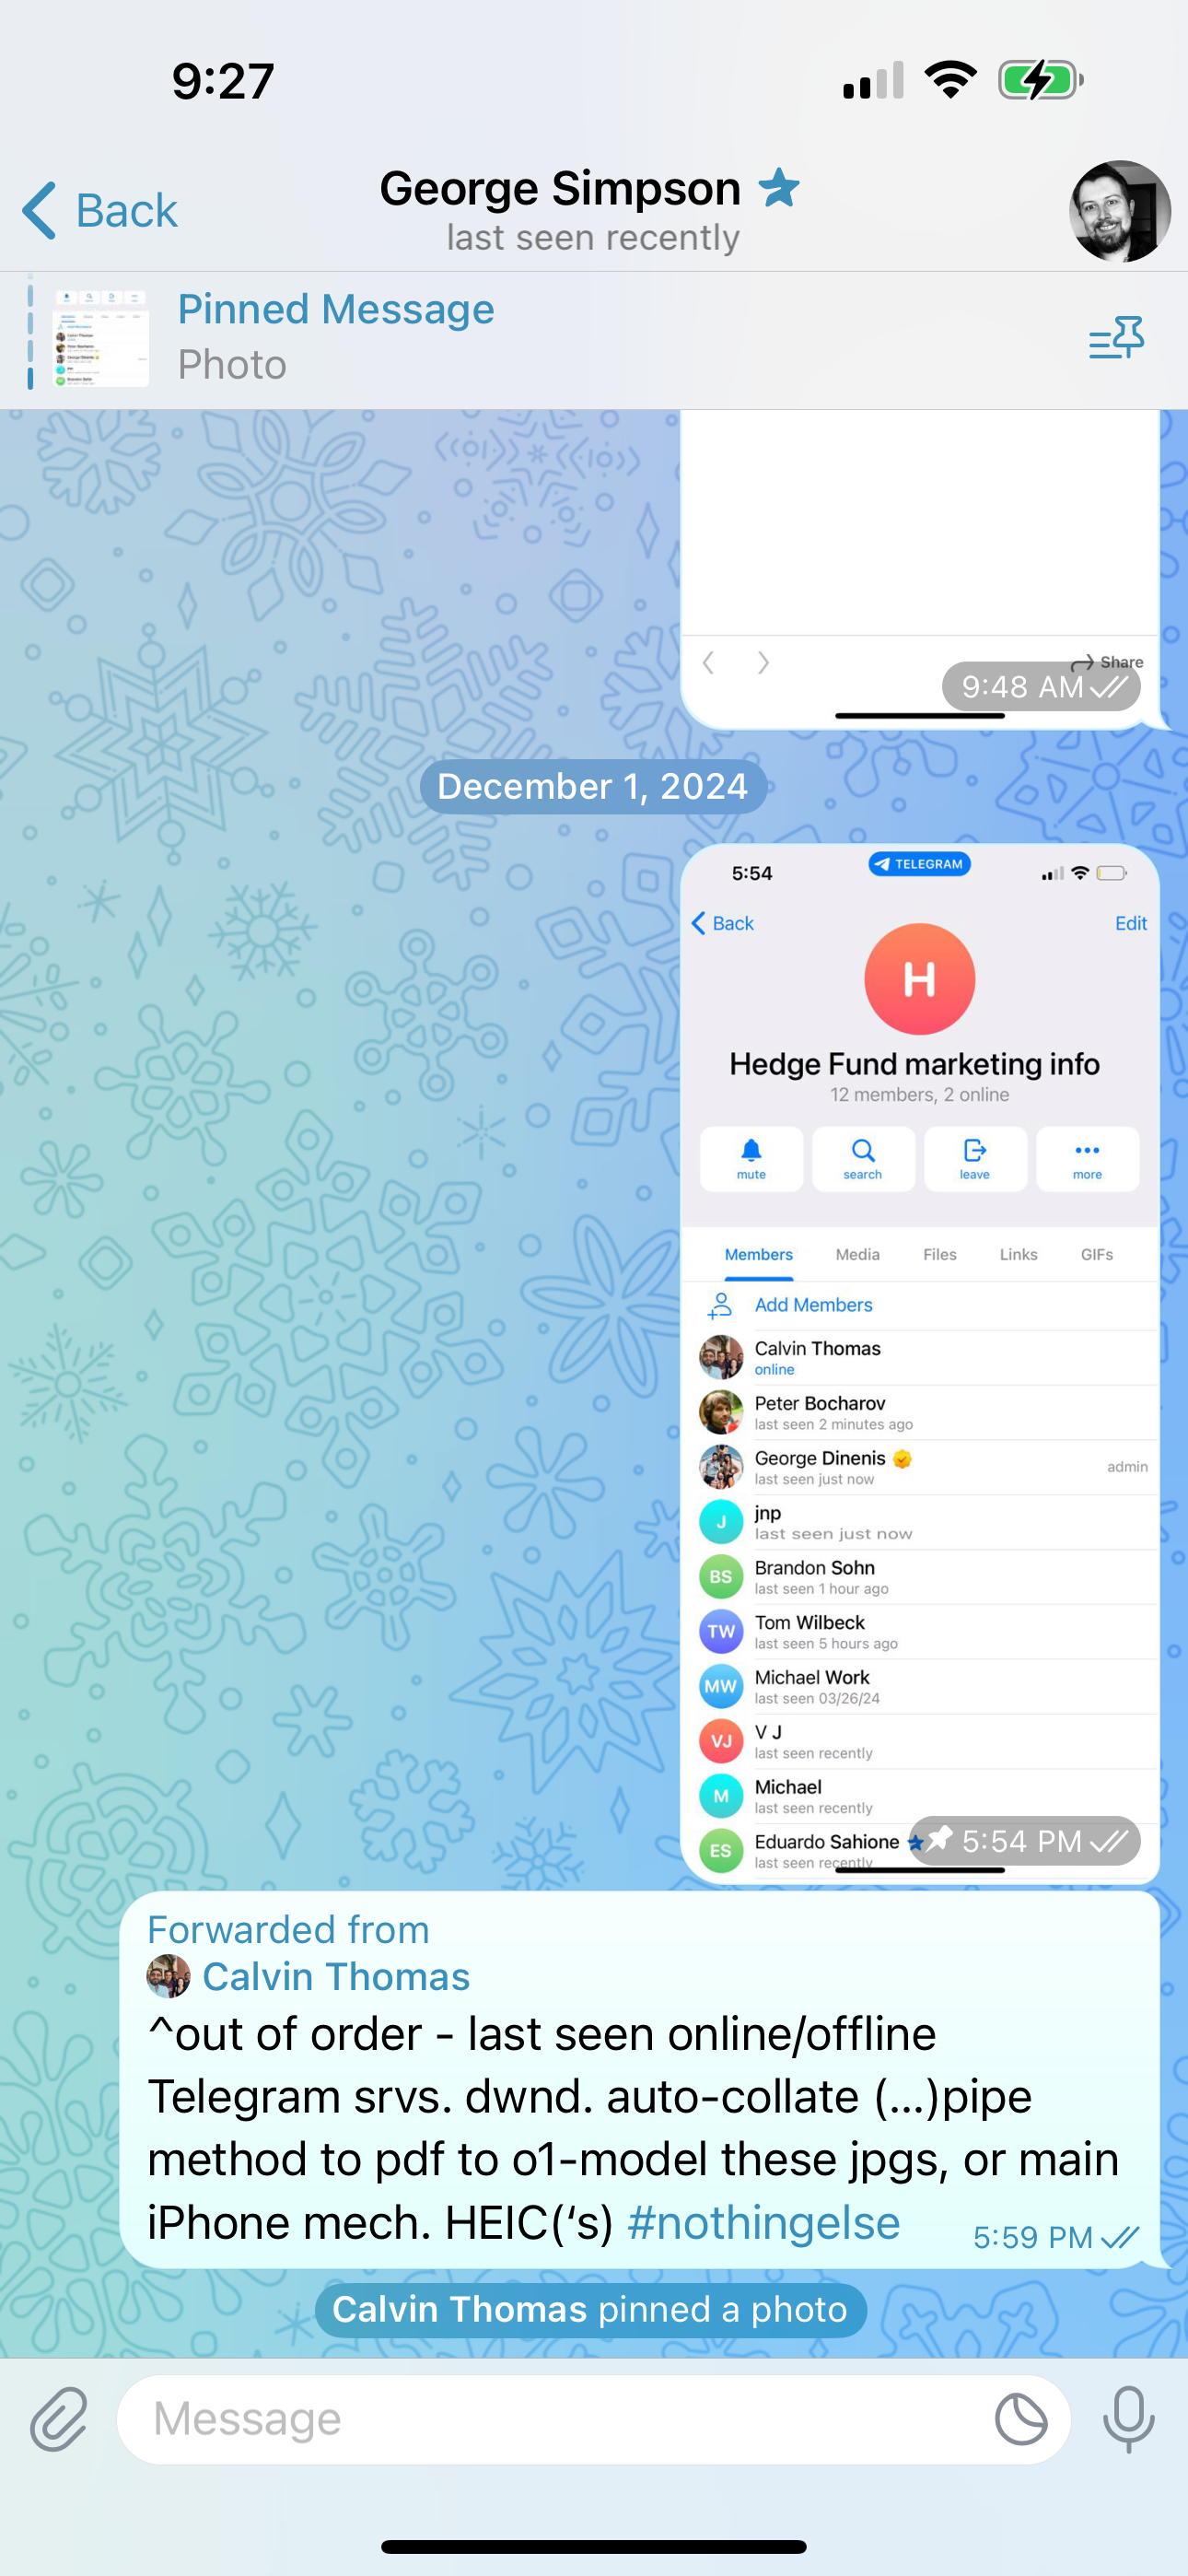 9:27
Back
George Simpson
last seen recently
Pinned Message
Photo
Share
9:48 AM
December 1, 2024
5:54
TELEGRAM
Back
Edit
H
Hedge Fund marketing info
12 members, 2 online
mute
search
leave
more
Members
Media
Files
Links
GIFs
Add Members
Calvin Thomas
online
Peter Bocharov
last seen 2 minutes ago
George Dinenis
last seen just now
admin
J
jnp
last seen just now
BS
Brandon Sohn
last seen 1 hour ago
TW
Tom Wilbeck
last seen 5 hours ago
MW
Michael Work
last seen 03/26/24
VJ
V J
last seen recently
M
Michael
last seen recently
ES
Eduardo Sahione
last seen recently
5:54 PM
Forwarded from
Calvin Thomas
^out of order - last seen online/offline
Telegram srvs. dwnd. auto-collate (...)pipe
method to pdf to o1-model these jpgs, or main
iPhone mech. HEIC(‘s) #nothingelse
5:59 PM
Calvin Thomas pinned a photo
Message